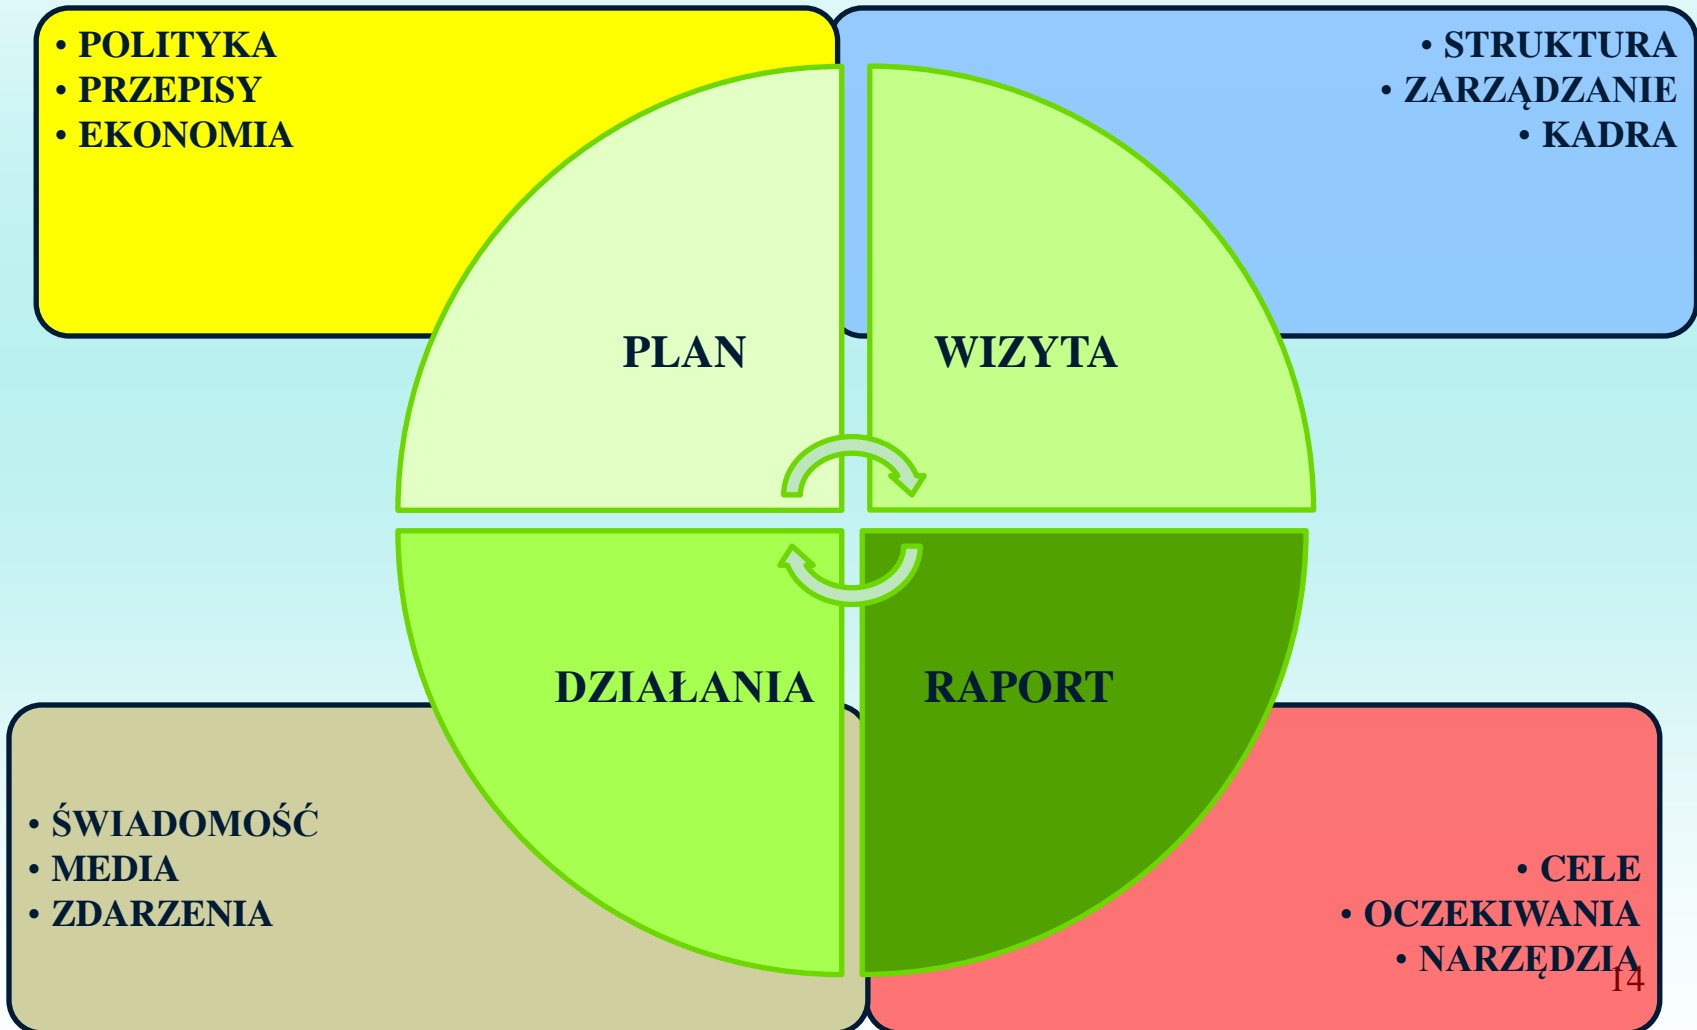 • POLITYKA
• PRZEPISY
• EKONOMIA
• STRUKTURA
• ZARZĄDZANIE
• KADRA
PLAN
WIZYTA
DZIAŁANIA
RAPORT
• ŚWIADOMOŚĆ
• MEDIA
• ZDARZENIA
• CELE
• OCZEKIWANIA
• NARZĘDZIA
14